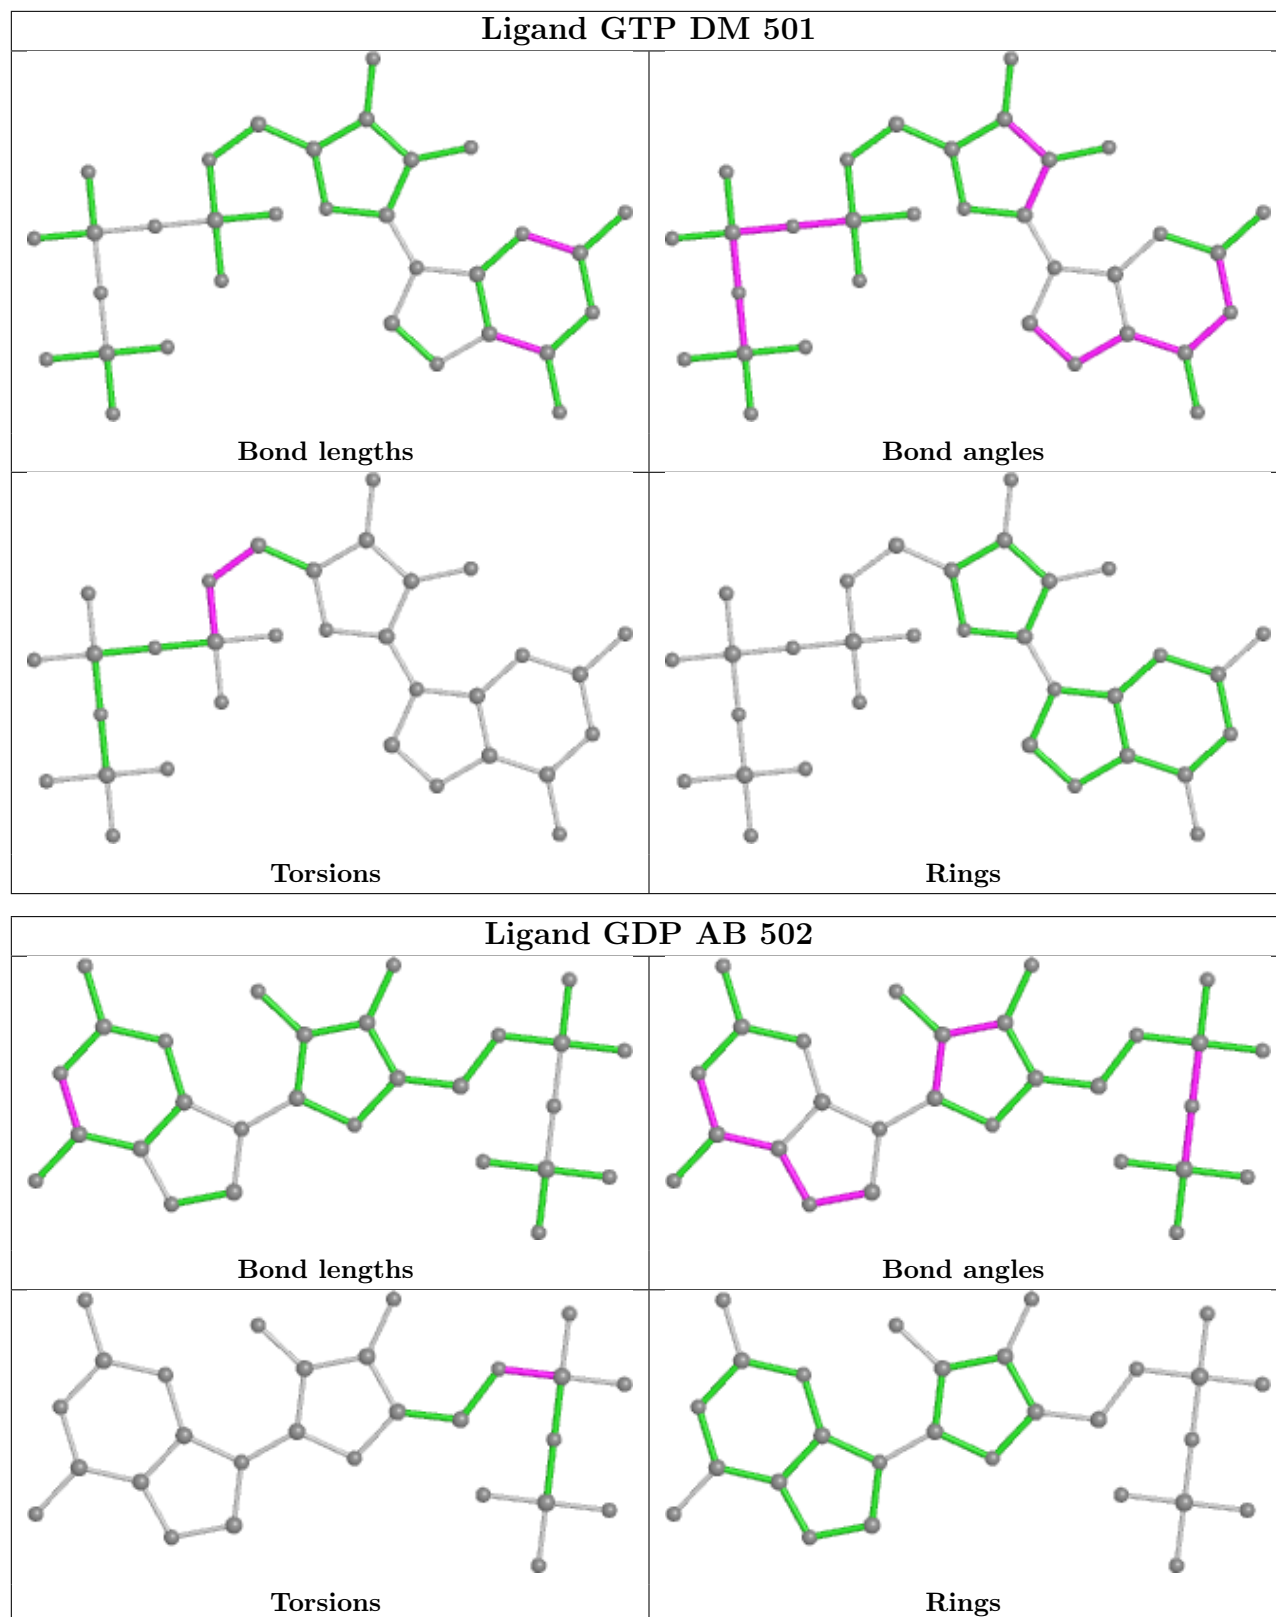 Ligand GTP DM 501
Bond lengths
Bond angles
Torsions
Rings
Ligand GDP AB 502
Bond lengths
Bond angles
Torsions
Rings